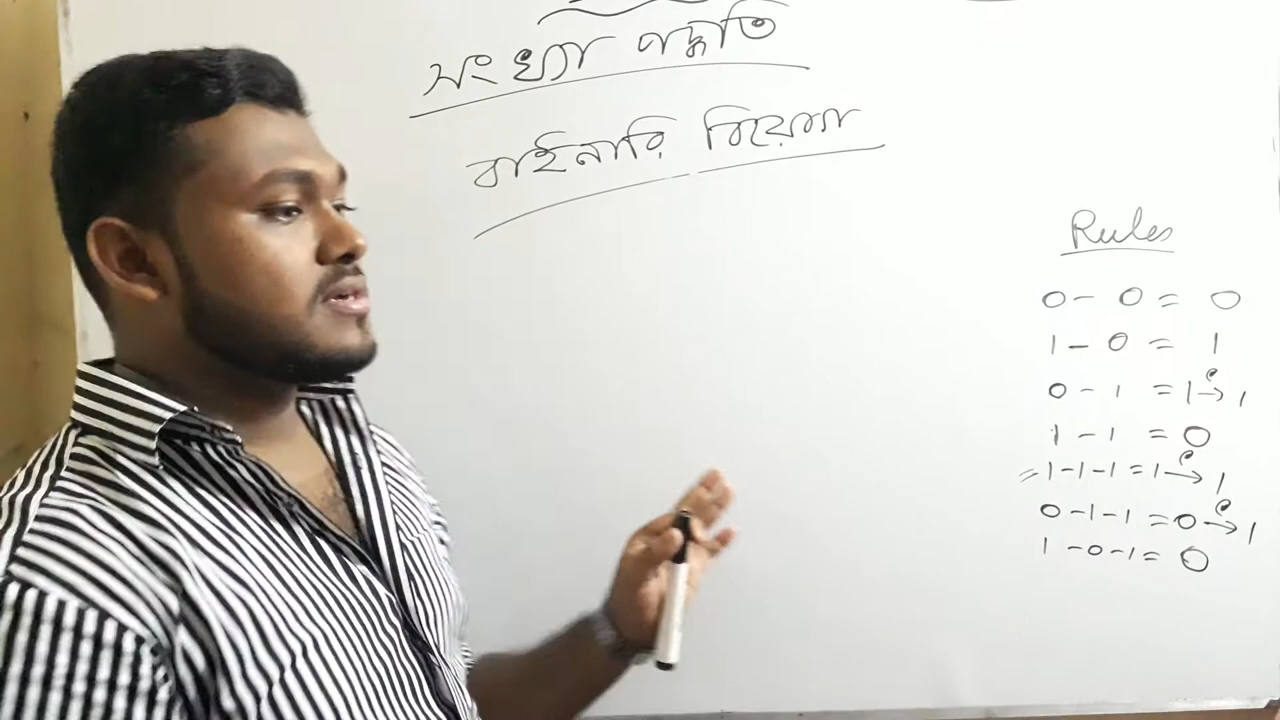 সংখ্যা পদ্ধতি
বাইনারি বিয়োগ
Rules
0 - 0 = 0
1 - 0 = 1
0 - 1 = 1 → 1
1 - 1 = 0
= 1 - 1 - 1 = 1 → 1
0 - 1 - 1 = 0 → 1
1 - 0 - 1 = 0